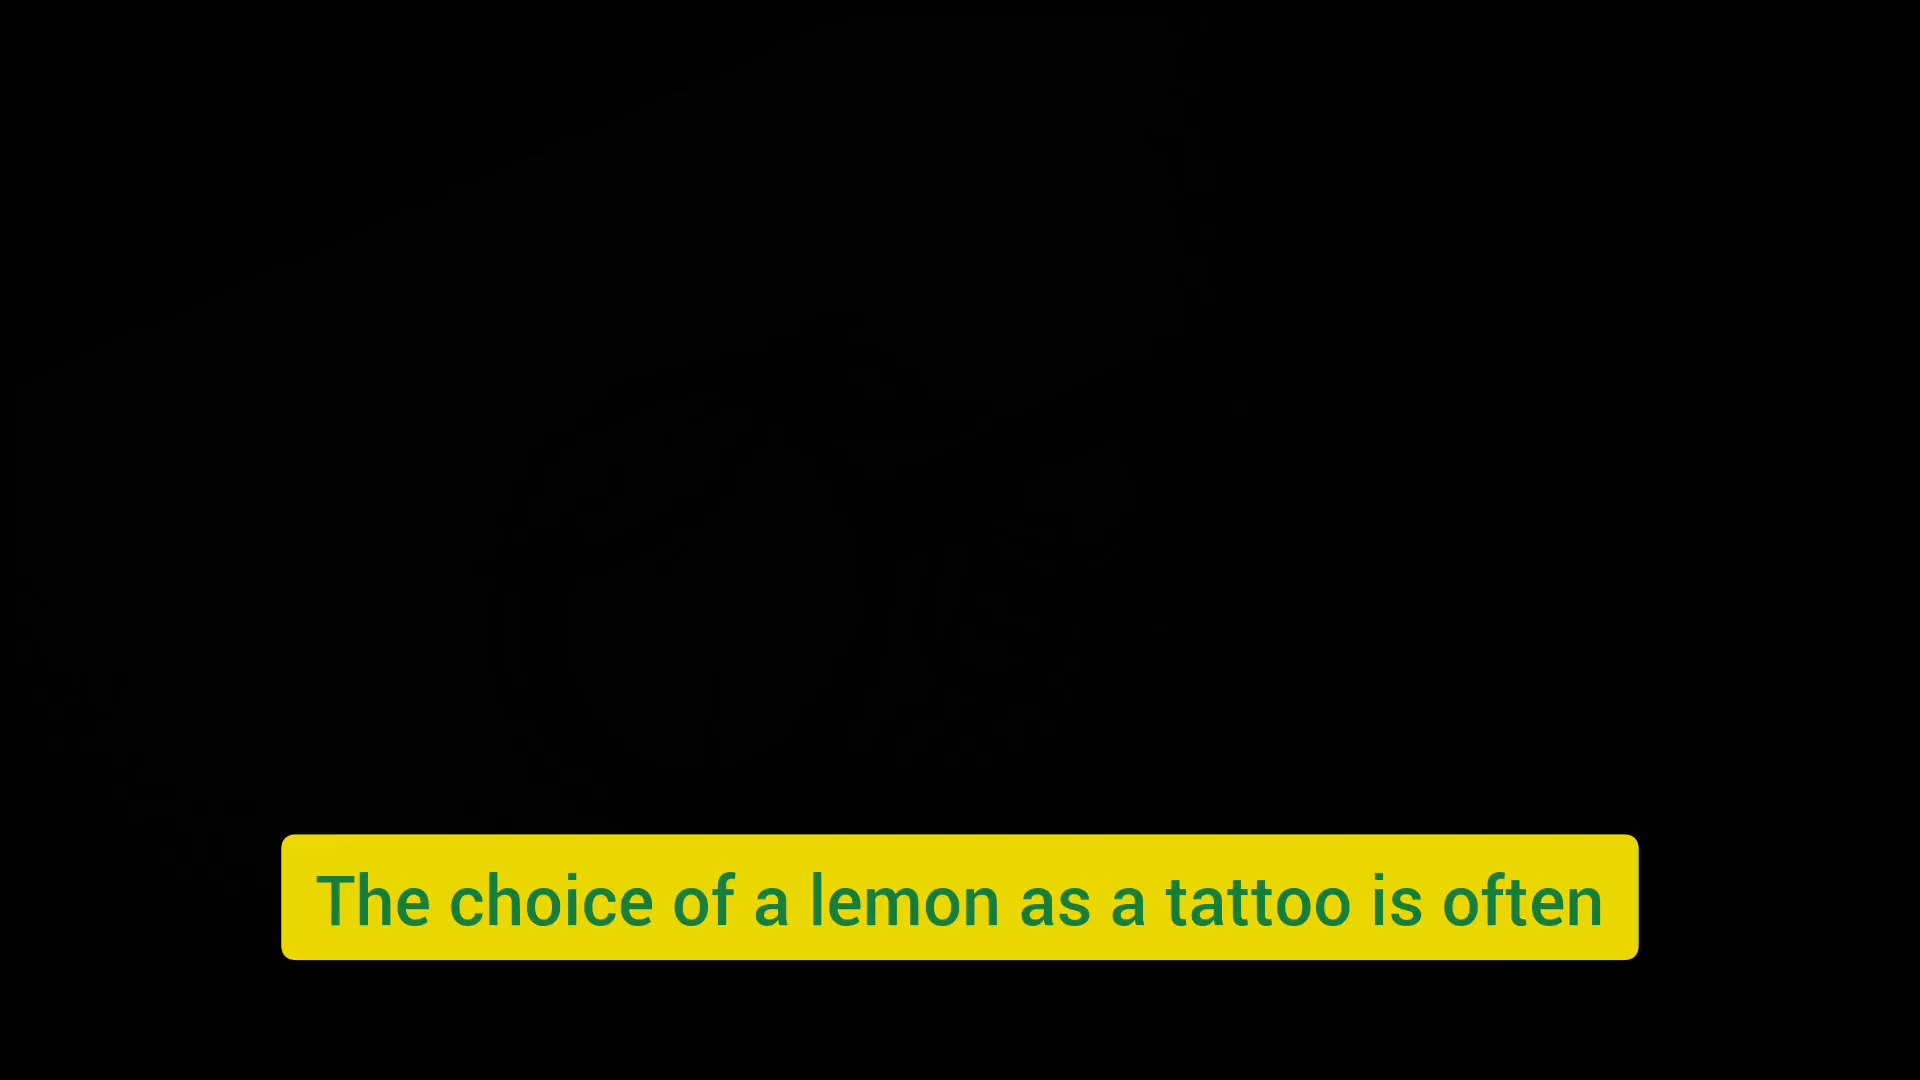 The choice of a lemon as a tattoo is often